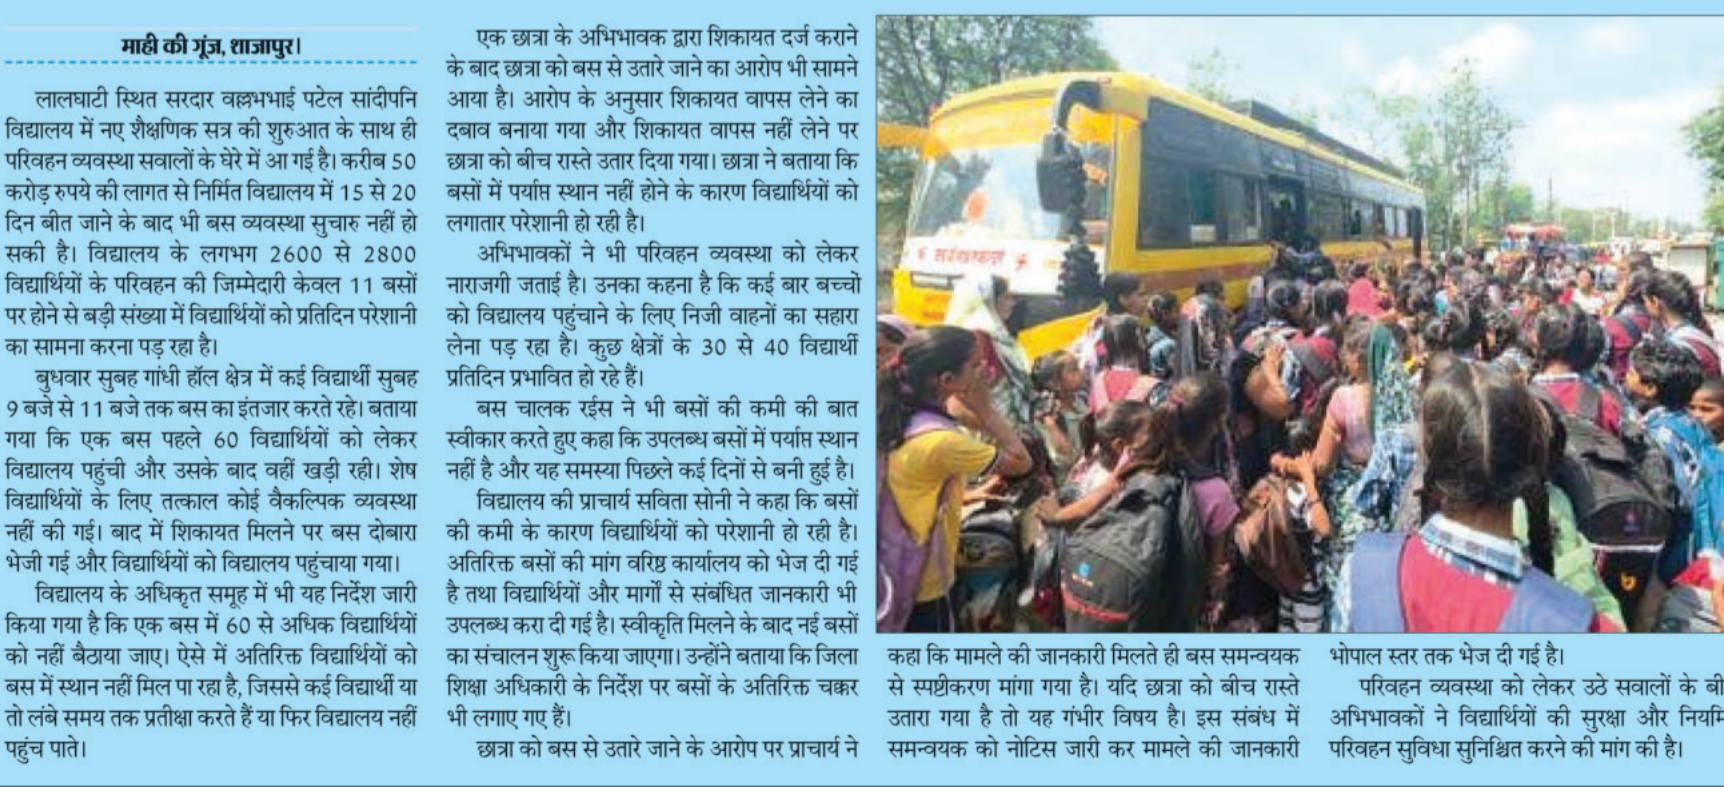 माही की गूंज, शाजापुर।
लालघाटी स्थित सरदार वल्लभभाई पटेल सांदीपनि
विद्यालय में नए शैक्षणिक सत्र की शुरुआत के साथ ही
परिवहन व्यवस्था सवालों के घेरे में आ गई है। करीब 50
करोड़ रुपये की लागत से निर्मित विद्यालय में 15 से 20
दिन बीत जाने के बाद भी बस व्यवस्था सुचारु नहीं हो
सकी है। विद्यालय के लगभग 2600 से 2800
विद्यार्थियों के परिवहन की जिम्मेदारी केवल 11 बसों
पर होने से बड़ी संख्या में विद्यार्थियों को प्रतिदिन परेशानी
का सामना करना पड़ रहा है।
बुधवार सुबह गांधी हॉल क्षेत्र में कई विद्यार्थी सुबह
9 बजे से 11 बजे तक बस का इंतजार करते रहे। बताया
गया कि एक बस पहले 60 विद्यार्थियों को लेकर
विद्यालय पहुंची और उसके बाद वहीं खड़ी रही। शेष
विद्यार्थियों के लिए तत्काल कोई वैकल्पिक व्यवस्था
नहीं की गई। बाद में शिकायत मिलने पर बस दोबारा
भेजी गई और विद्यार्थियों को विद्यालय पहुंचाया गया।
विद्यालय के अधिकृत समूह में भी यह निर्देश जारी
किया गया है कि एक बस में 60 से अधिक विद्यार्थियों
को नहीं बैठाया जाए। ऐसे में अतिरिक्त विद्यार्थियों को
बस में स्थान नहीं मिल पा रहा है, जिससे कई विद्यार्थी या
तो लंबे समय तक प्रतीक्षा करते हैं या फिर विद्यालय नहीं
पहुंच पाते।
एक छात्रा के अभिभावक द्वारा शिकायत दर्ज कराने
के बाद छात्रा को बस से उतारे जाने का आरोप भी सामने
आया है। आरोप के अनुसार शिकायत वापस लेने का
दबाव बनाया गया और शिकायत वापस नहीं लेने पर
छात्रा को बीच रास्ते उतार दिया गया। छात्रा ने बताया कि
बसों में पर्याप्त स्थान नहीं होने के कारण विद्यार्थियों को
लगातार परेशानी हो रही है।
अभिभावकों ने भी परिवहन व्यवस्था को लेकर
नाराजगी जताई है। उनका कहना है कि कई बार बच्चों
को विद्यालय पहुंचाने के लिए निजी वाहनों का सहारा
लेना पड़ रहा है। कुछ क्षेत्रों के 30 से 40 विद्यार्थी
प्रतिदिन प्रभावित हो रहे हैं।
बस चालक रईस ने भी बसों की कमी की बात
स्वीकार करते हुए कहा कि उपलब्ध बसों में पर्याप्त स्थान
नहीं है और यह समस्या पिछले कई दिनों से बनी हुई है।
विद्यालय की प्राचार्य सविता सोनी ने कहा कि बसों
की कमी के कारण विद्यार्थियों को परेशानी हो रही है।
अतिरिक्त बसों की मांग वरिष्ठ कार्यालय को भेज दी गई
है तथा विद्यार्थियों और मार्गों से संबंधित जानकारी भी
उपलब्ध करा दी गई है। स्वीकृति मिलने के बाद नई बसों
का संचालन शुरू किया जाएगा। उन्होंने बताया कि जिला
शिक्षा अधिकारी के निर्देश पर बसों के अतिरिक्त चक्कर
भी लगाए गए हैं।
छात्रा को बस से उतारे जाने के आरोप पर प्राचार्य ने
कहा कि मामले की जानकारी मिलते ही बस समन्वयक
से स्पष्टीकरण मांगा गया है। यदि छात्रा को बीच रास्ते
उतारा गया है तो यह गंभीर विषय है। इस संबंध में
समन्वयक को नोटिस जारी कर मामले की जानकारी
भोपाल स्तर तक भेज दी गई है।
परिवहन व्यवस्था को लेकर उठे सवालों के
अभिभावकों ने विद्यार्थियों की सुरक्षा और
परिवहन सुविधा सुनिश्चित करने की मांग की है।